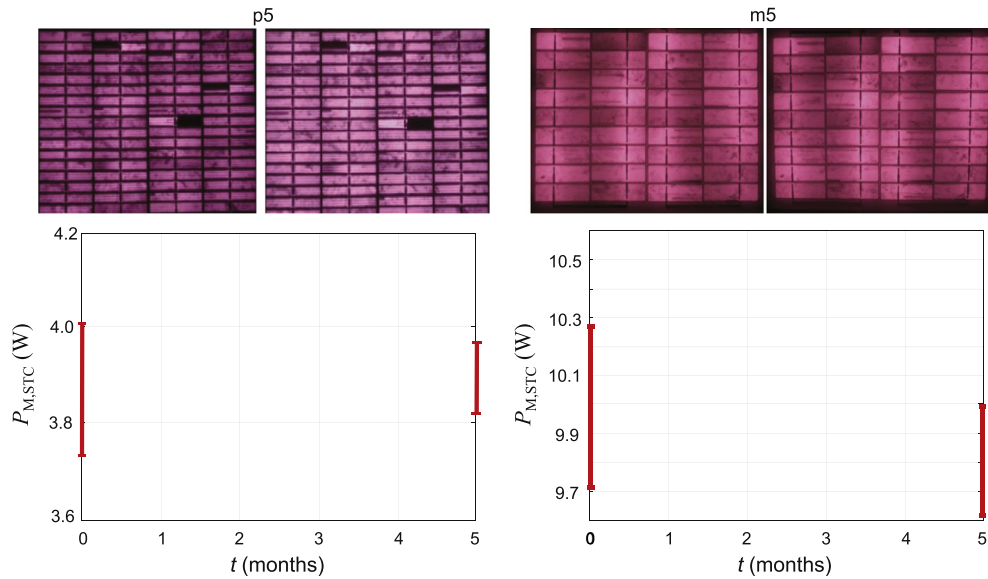 p5
m5
4.2
4.0
3.8
3.6
P_M,STC (W)
0 1 2 3 4 5
t (months)
10.5
10.3
10.1
9.9
9.7
P_M,STC (W)
0 1 2 3 4 5
t (months)